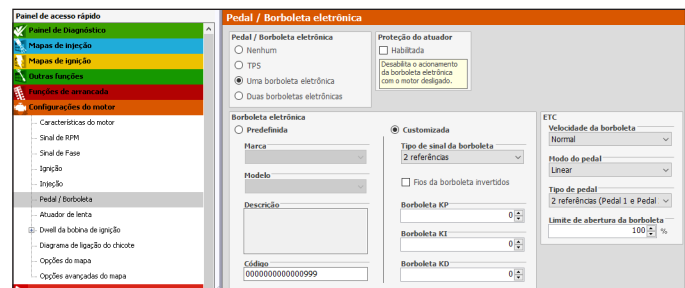 Painel de acesso rápido
Painel de Diagnóstico
Mapas de injeção
Mapas de ignição
Outras funções
Funções de arrancada
Configurações do motor
Características do motor
Sinal de RPM
Sinal de Fase
Ignição
Injeção
Pedal / Borboleta
Atuador de lenta
Dwell da bobina de ignição
Diagrama de ligação do chicote
Opções do mapa
Opções avançadas do mapa
Pedal / Borboleta eletrônica
Pedal / Borboleta eletrônica
Nenhum
TPS
Uma borboleta eletrônica
Duas borboletas eletrônicas
Proteção do atuador
Habilitada
Desabilita o acionamento
da borboleta eletrônica
com o motor desligado.
Borboleta eletrônica
Predefinida
Marca
Modelo
Descrição
Código
0000000000000999
Customizada
Tipo de sinal da borboleta
2 referências
Fios da borboleta invertidos
Borboleta KP
0
Borboleta KI
0
Borboleta KD
0
ETC
Velocidade da borboleta
Normal
Modo do pedal
Linear
Tipo de pedal
2 referências (Pedal 1 e Pedal
Limite de abertura da borboleta
100 %